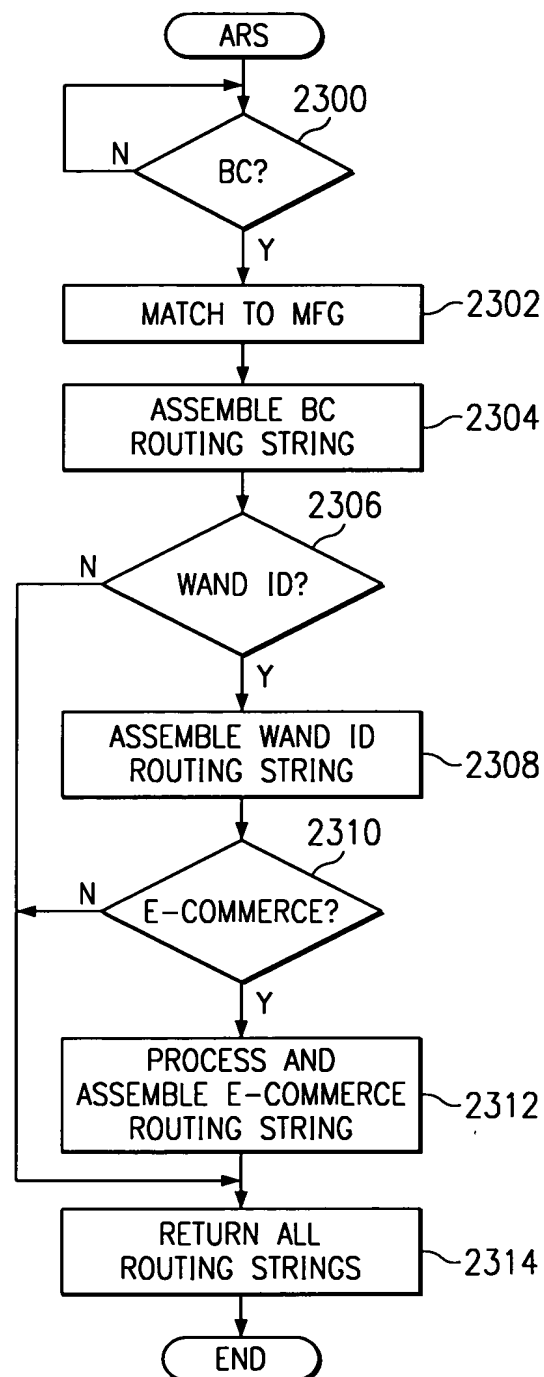 ARS
2300
N
BC?
Y
MATCH TO MFG
2302
ASSEMBLE BC
ROUTING STRING
2304
2306
N
WAND ID?
Y
ASSEMBLE WAND ID
ROUTING STRING
2308
2310
N
E-COMMERCE?
Y
PROCESS AND
ASSEMBLE E-COMMERCE
ROUTING STRING
2312
RETURN ALL
ROUTING STRINGS
2314
END